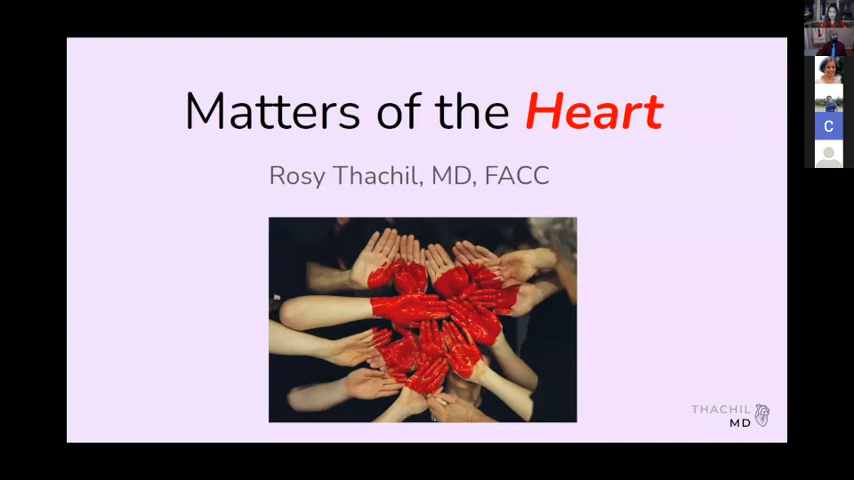 Matters of the Heart
Rosy Thachil, MD, FACC
THACHIL
MD
C